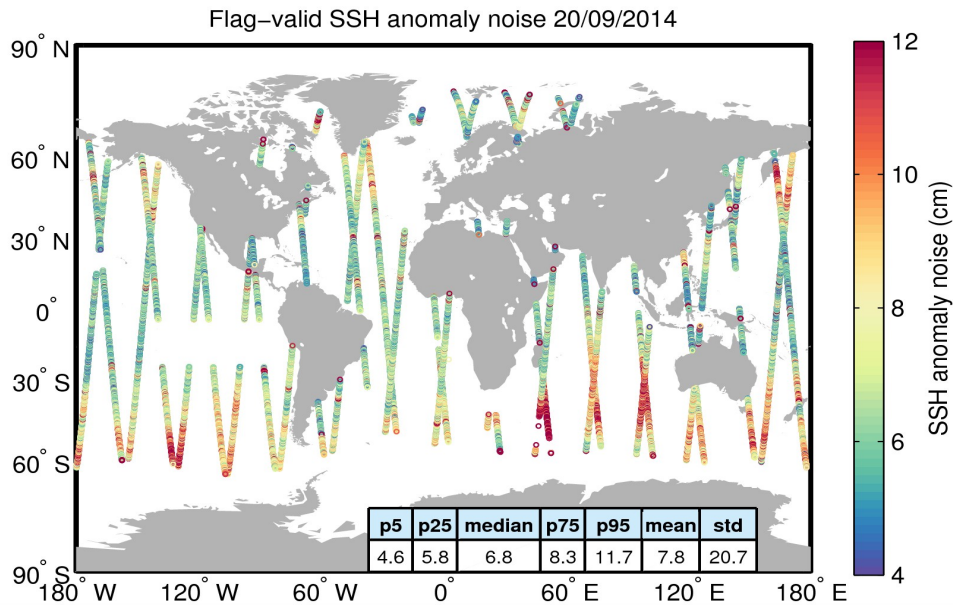 Flag−valid SSH anomaly noise 20/09/2014
90° N
60° N
30° N
0°
30° S
60° S
90° S
180° W 120° W 60° W 0° 60° E 120° E 180° E
p5 p25 median p75 p95 mean std
4.6 5.8 6.8 8.3 11.7 7.8 20.7
12
10
8
6
4
SSH anomaly noise (cm)